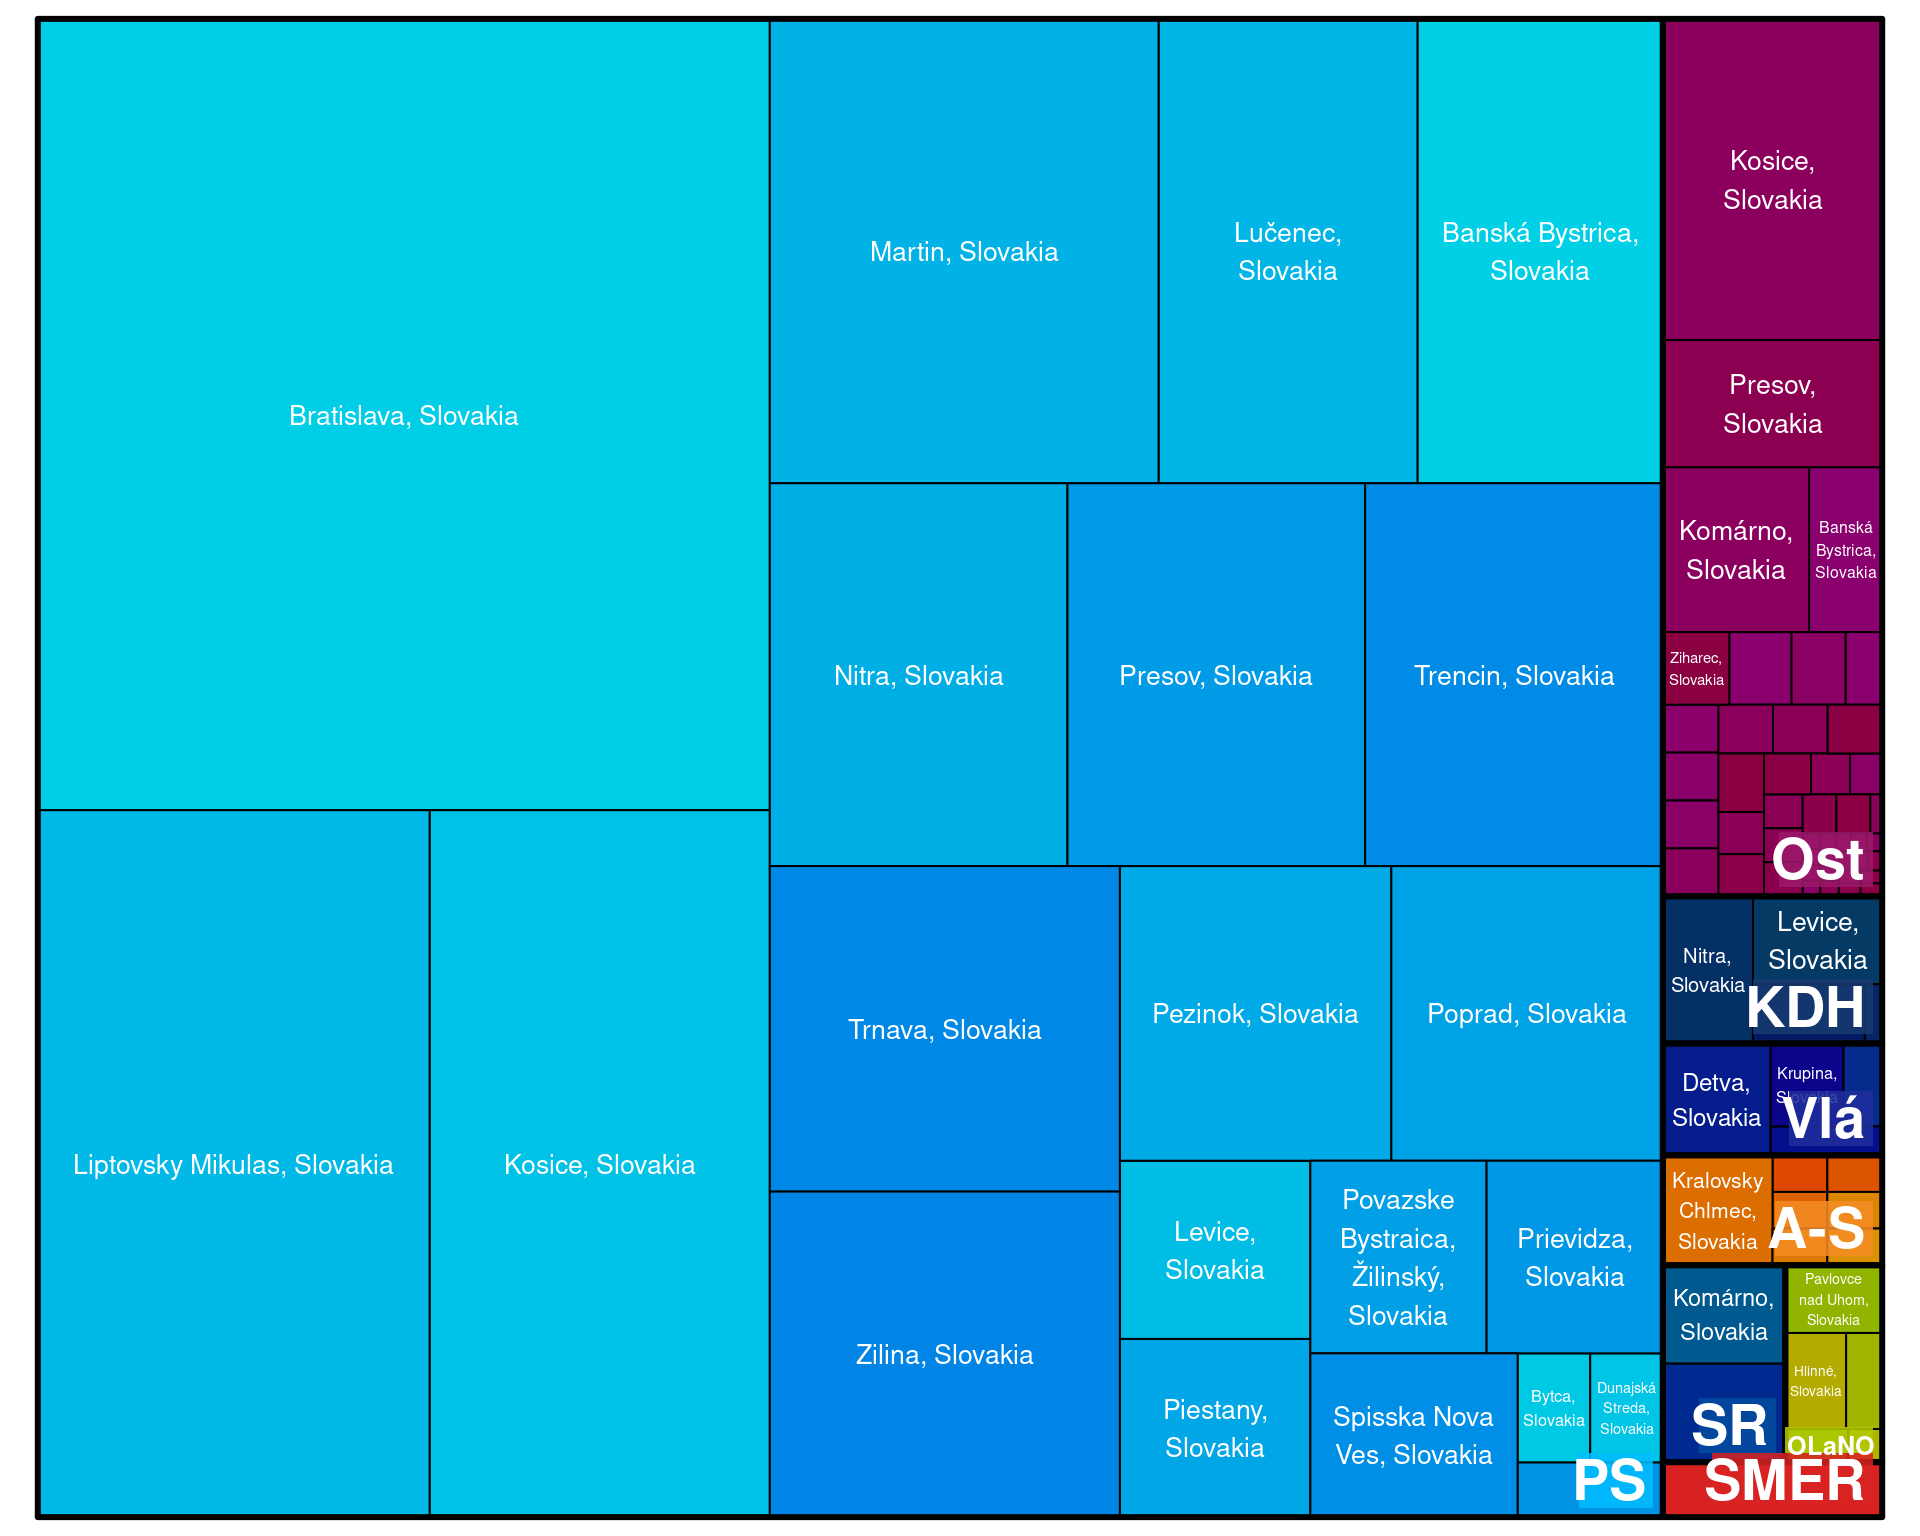 Bratislava, Slovakia
Liptovsky Mikulas, Slovakia
Kosice, Slovakia
Martin, Slovakia
Lučenec,
Slovakia
Banská Bystrica,
Slovakia
Nitra, Slovakia
Presov, Slovakia
Trencin, Slovakia
Trnava, Slovakia
Zilina, Slovakia
Pezinok, Slovakia
Poprad, Slovakia
Levice,
Slovakia
Piestany,
Slovakia
Povazske
Bystraica,
Žilinský,
Slovakia
Prievidza,
Slovakia
Spisska Nova
Ves, Slovakia
Bytca,
Slovakia
Dunajská
Streda,
Slovakia
PS
Kosice,
Slovakia
Presov,
Slovakia
Komárno,
Slovakia
Banská
Bystrica,
Slovakia
Ziharec,
Slovakia
Ost
Nitra,
Slovakia
Levice,
Slovakia
KDH
Detva,
Slovakia
Krupina,
Slovakia
Vlá
Kralovsky
Chlmec,
Slovakia
A-S
Komárno,
Slovakia
SR
Pavlovce
nad Uhom,
Slovakia
Hlinné,
Slovakia
OLaNO
SMER